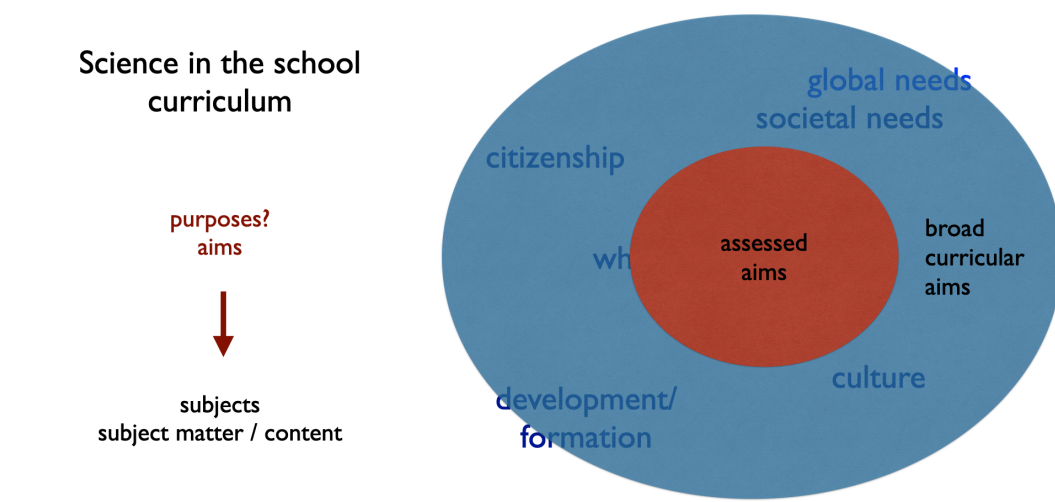 Science in the school
curriculum
purposes?
aims
subjects
subject matter / content
global needs
societal needs
citizenship
wh
assessed
aims
broad
curricular
aims
culture
development/
formation